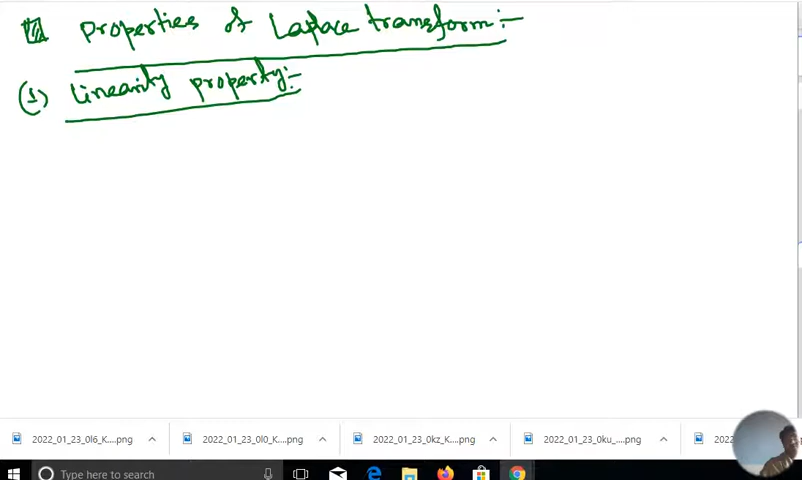 Properties of Laplace transform:-
(1) Linearity property:-
2022_01_23_0l6_K....png
2022_01_23_0l0_K....png
2022_01_23_0kz_K....png
2022_01_23_0ku_....png
Type here to search